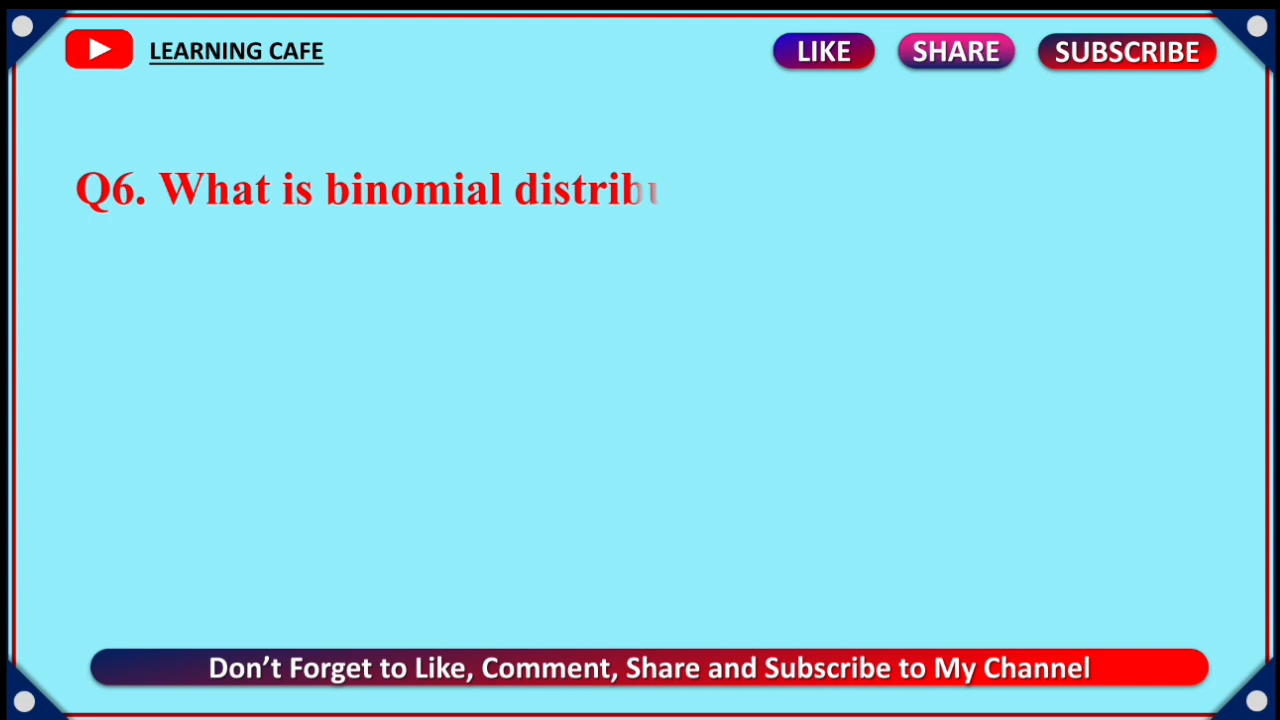 LEARNING CAFE
LIKE SHARE SUBSCRIBE
Q6. What is binomial distrib
Don't Forget to Like, Comment, Share and Subscribe to My Channel